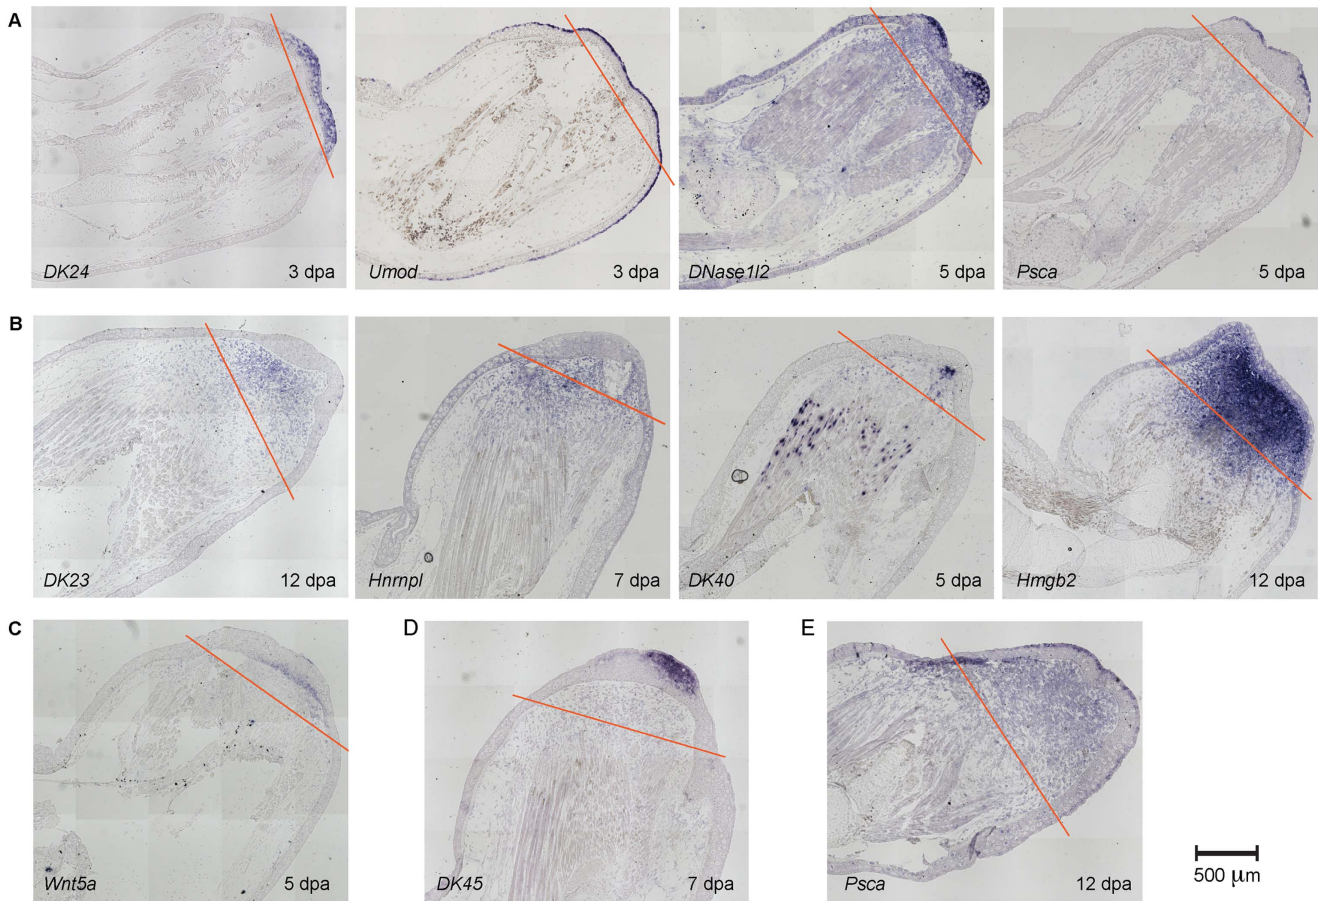 A
DK24 3 dpa
Umod 3 dpa
DNase1l2 5 dpa
Psca 5 dpa
B
DK23 12 dpa
Hnrnpl 7 dpa
DK40 5 dpa
Hmgb2 12 dpa
C
Wnt5a 5 dpa
D
DK45 7 dpa
E
Psca 12 dpa
500 µm